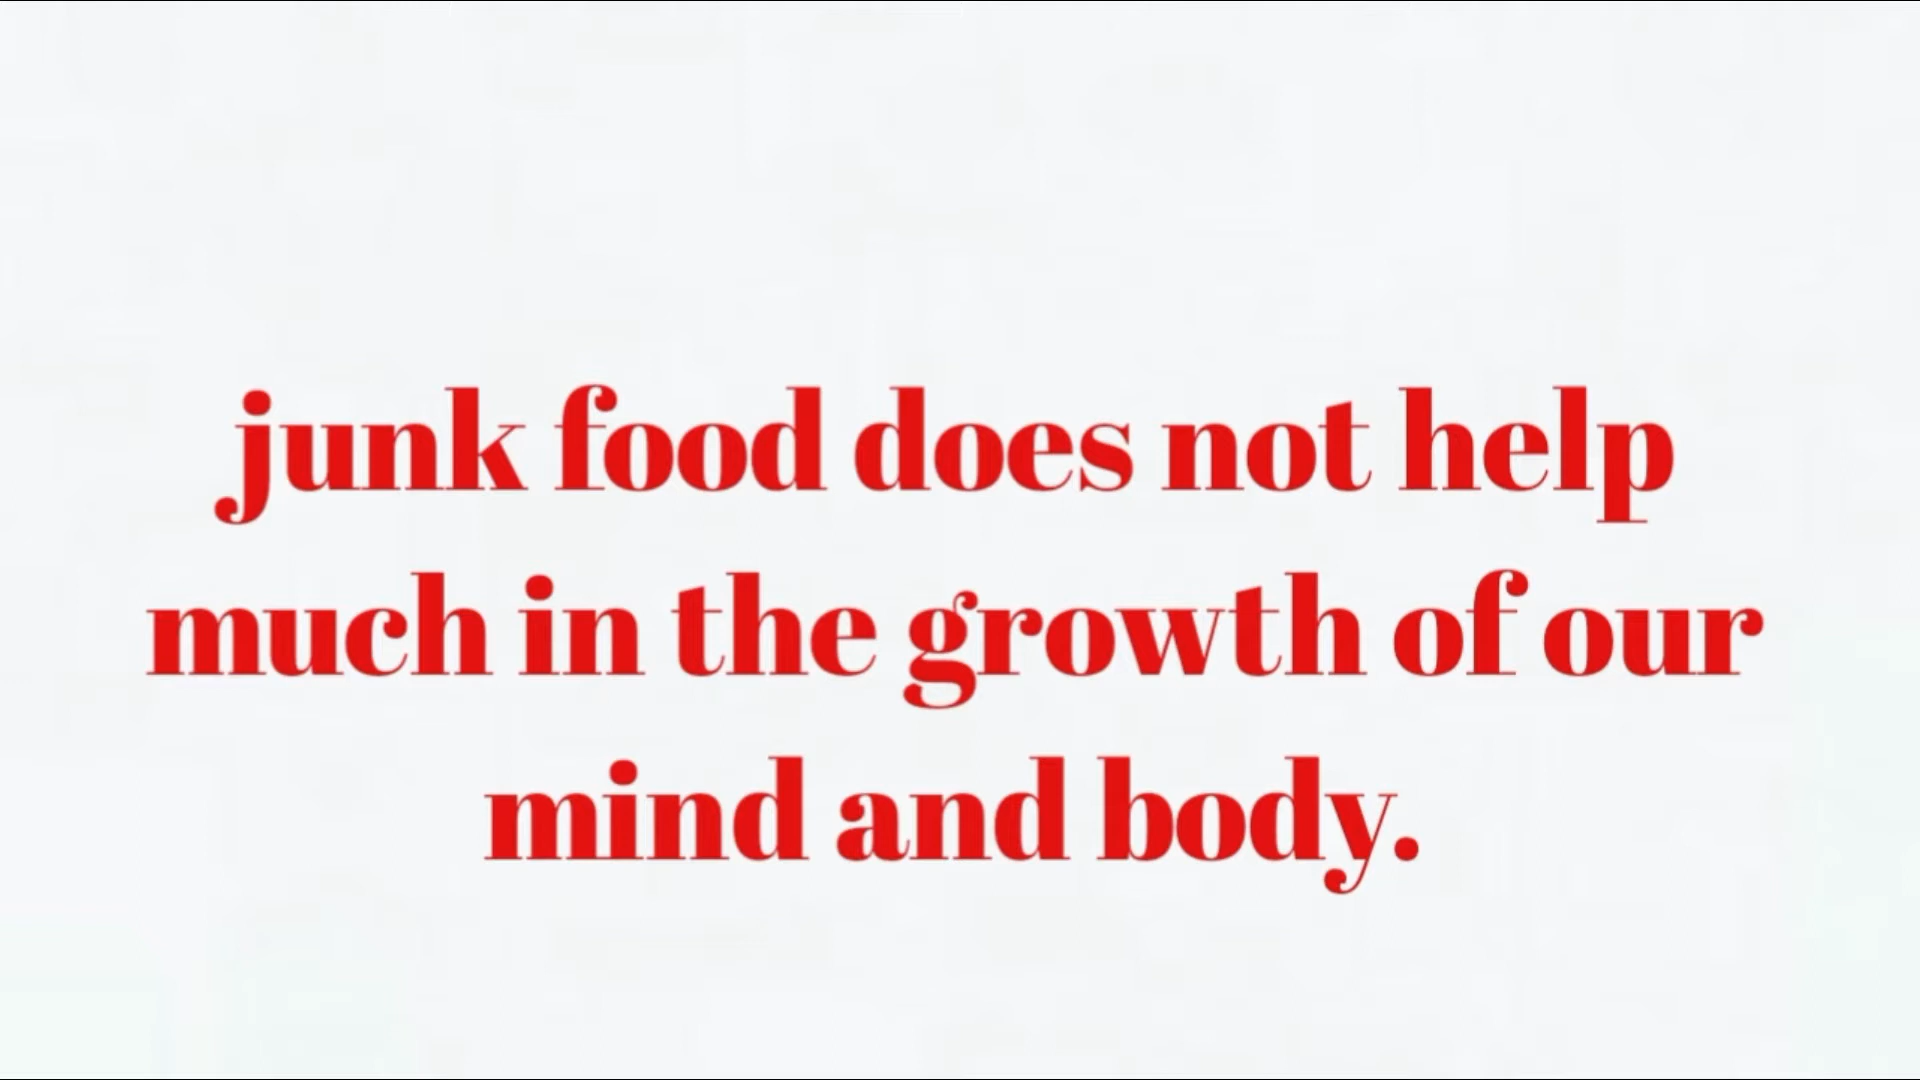 junk food does not help
much in the growth of our
mind and body.